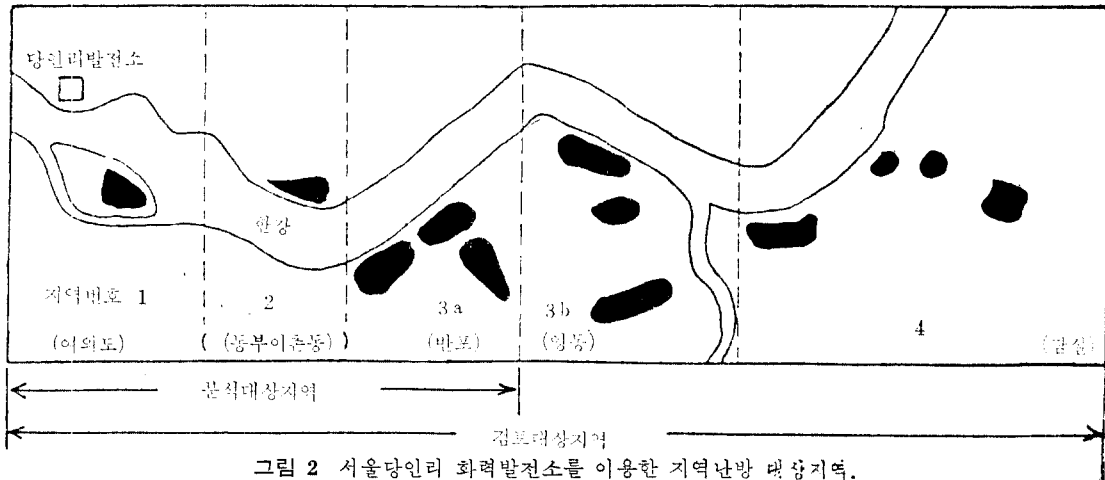 당인리발전소
한강
지역번호 1 2 3a 3b 4
(여의도) (동부이촌동) (반포) (영동) (잠실)
분석대상지역
검토대상지역
그림 2 서울당인리 화력발전소를 이용한 지역난방 대상지역.